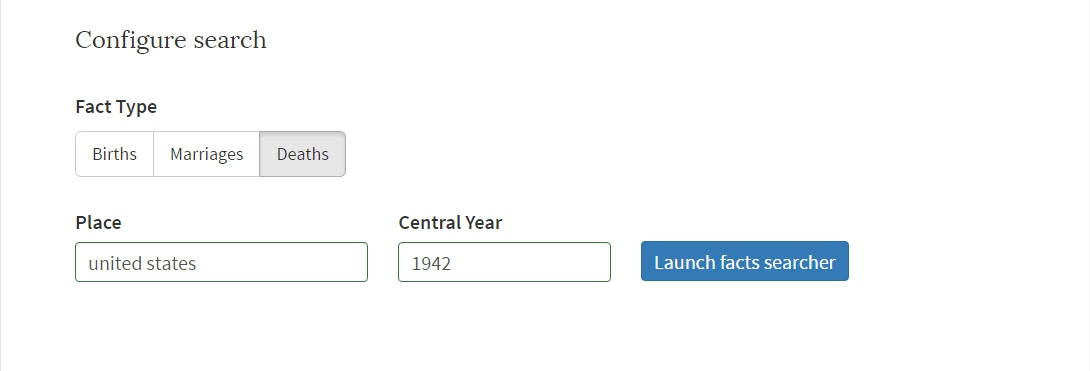 Configure search
Fact Type
Births Marriages Deaths
Place Central Year
united states 1942 Launch facts searcher